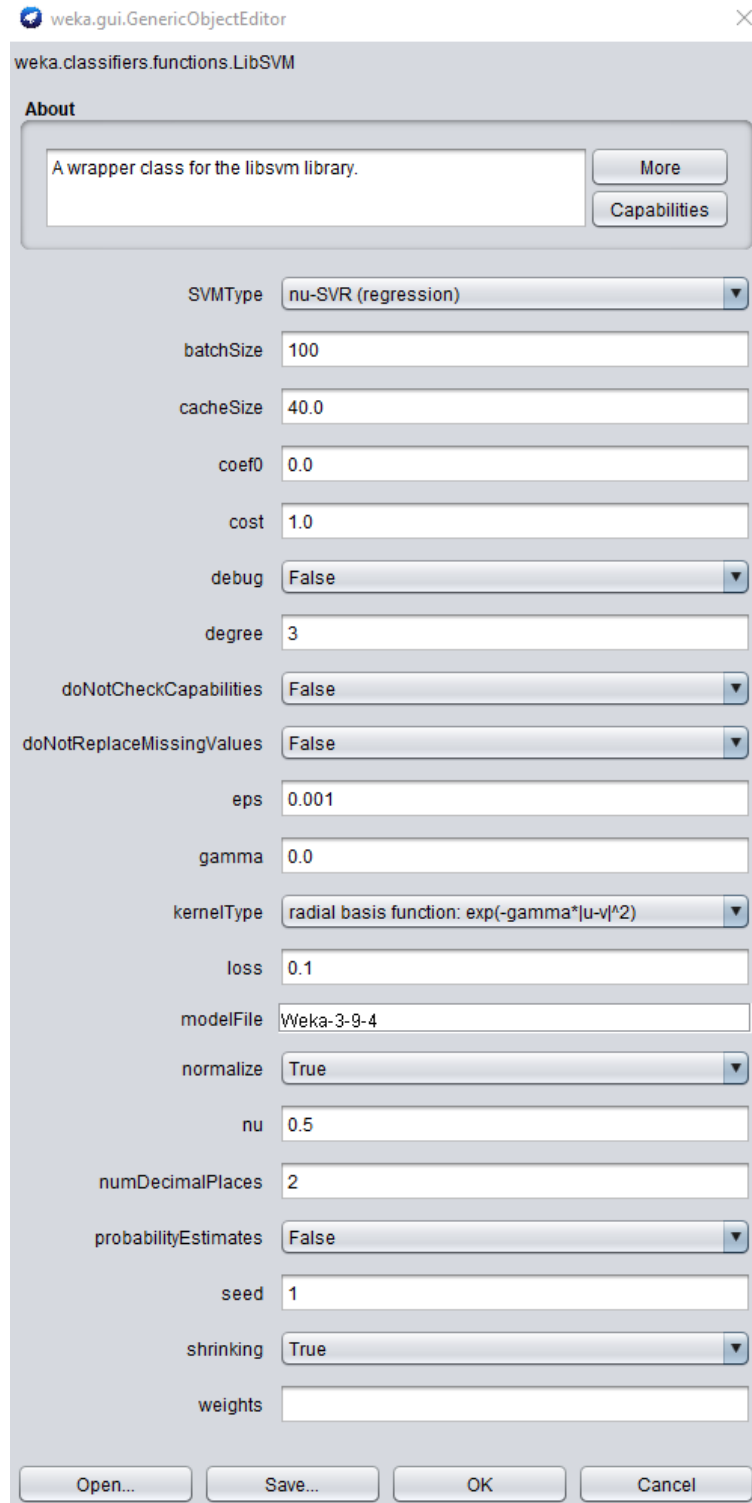 weka.gui.GenericObjectEditor
weka.classifiers.functions.LibSVM
About
A wrapper class for the libsvm library.
More
Capabilities
SVMType nu-SVR (regression)
batchSize 100
cacheSize 40.0
coef0 0.0
cost 1.0
debug False
degree 3
doNotCheckCapabilities False
doNotReplaceMissingValues False
eps 0.001
gamma 0.0
kernelType radial basis function: exp(-gamma*|u-v|^2)
loss 0.1
modelFile Weka-3-9-4
normalize True
nu 0.5
numDecimalPlaces 2
probabilityEstimates False
seed 1
shrinking True
weights
Open... Save... OK Cancel